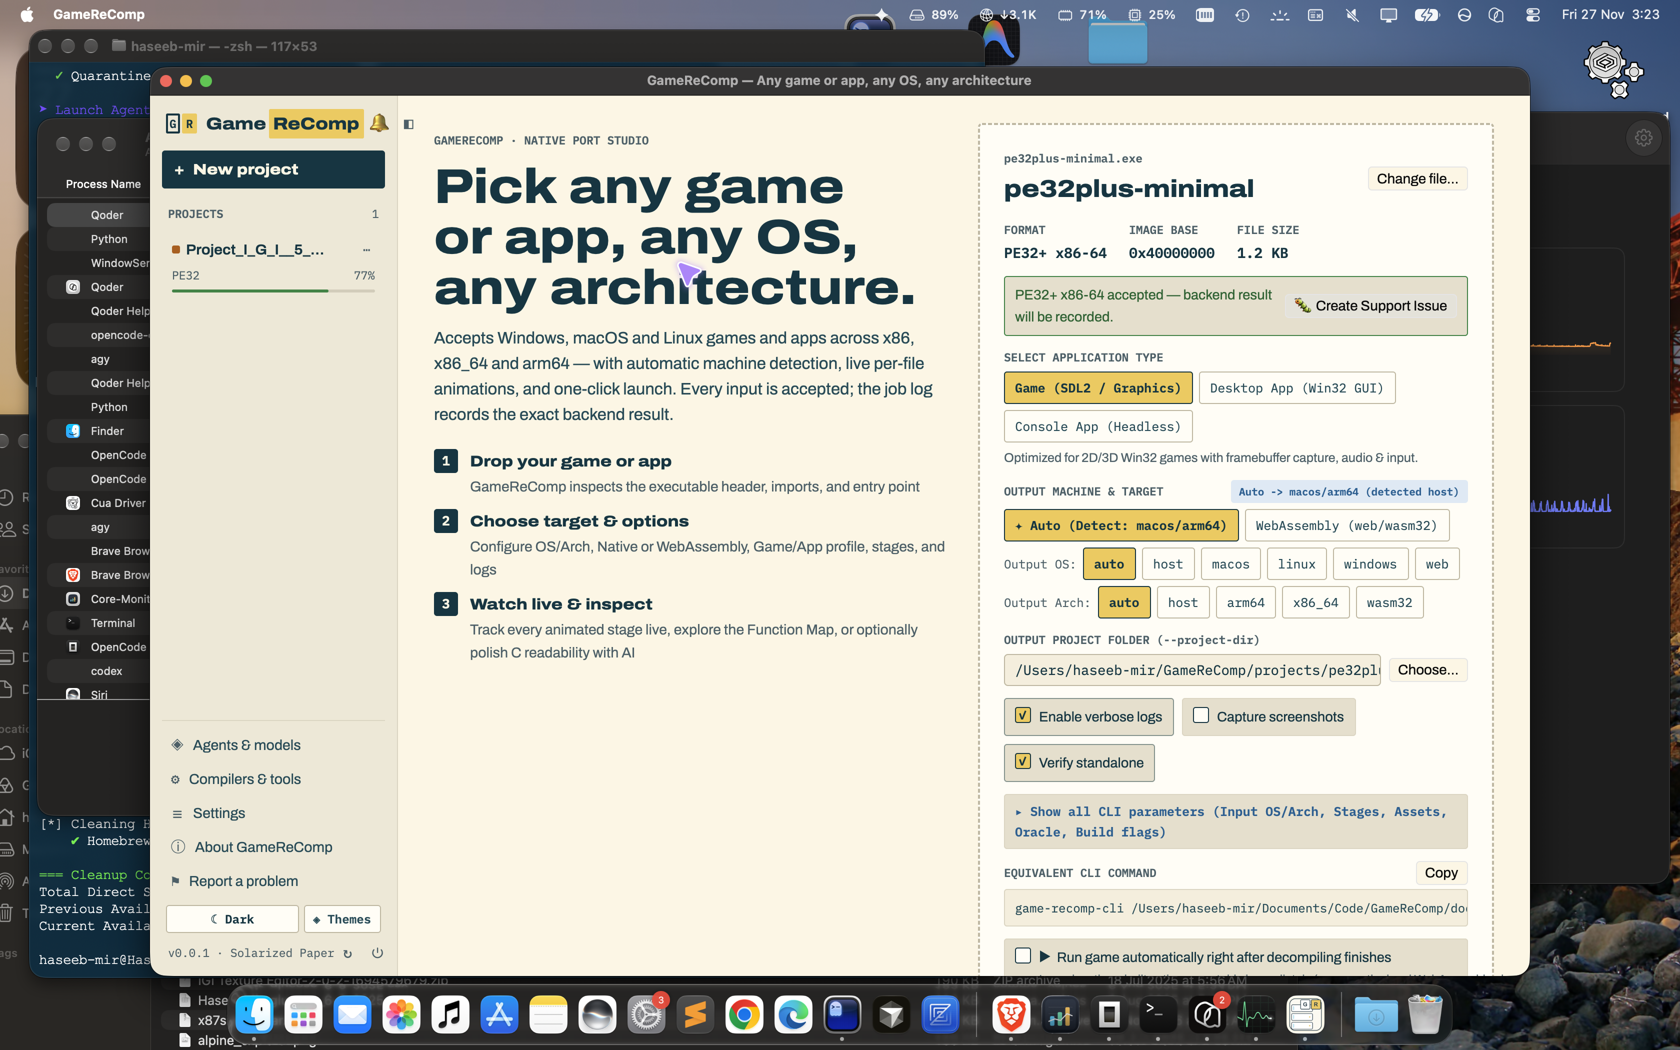 GameReComp
89%
↓3.1K
71%
25%
Fri 27 Nov 3:23
haseeb-mir — -zsh — 117×53
✓ Quarantine
➤ Launch Agent
Process Name
Qoder
Python
WindowSer
Qoder
Qoder Help
opencode-
agy
Qoder Help
Python
Finder
OpenCode
OpenCode
Cua Driver
agy
Brave Brow
Brave Brow
Core-Monit
Terminal
OpenCode
codex
Siri
[*] Cleaning H
✔ Homebrew
=== Cleanup Co
Total Direct S
Previous Avail
Current Availa
haseeb-mir@Has
GameReComp — Any game or app, any OS, any architecture
G R Game ReComp
+ New project
PROJECTS 1
Project_I_G_I__5_... ...
PE32 77%
Agents & models
Compilers & tools
Settings
About GameReComp
Report a problem
Dark
Themes
v0.0.1 · Solarized Paper
GAMERECOMP · NATIVE PORT STUDIO
Pick any game
or app, any OS,
any architecture.
Accepts Windows, macOS and Linux games and apps across x86,
x86_64 and arm64 — with automatic machine detection, live per-file
animations, and one-click launch. Every input is accepted; the job log
records the exact backend result.
1 Drop your game or app
GameReComp inspects the executable header, imports, and entry point
2 Choose target & options
Configure OS/Arch, Native or WebAssembly, Game/App profile, stages, and
logs
3 Watch live & inspect
Track every animated stage live, explore the Function Map, or optionally
polish C readability with AI
pe32plus-minimal.exe
pe32plus-minimal
Change file...
FORMAT IMAGE BASE FILE SIZE
PE32+ x86-64 0x40000000 1.2 KB
PE32+ x86-64 accepted — backend result
will be recorded.
Create Support Issue
SELECT APPLICATION TYPE
Game (SDL2 / Graphics) Desktop App (Win32 GUI)
Console App (Headless)
Optimized for 2D/3D Win32 games with framebuffer capture, audio & input.
OUTPUT MACHINE & TARGET Auto -> macos/arm64 (detected host)
✦ Auto (Detect: macos/arm64) WebAssembly (web/wasm32)
Output OS: auto host macos linux windows web
Output Arch: auto host arm64 x86_64 wasm32
OUTPUT PROJECT FOLDER (--project-dir)
/Users/haseeb-mir/GameReComp/projects/pe32pl Choose...
Enable verbose logs Capture screenshots
Verify standalone
▸ Show all CLI parameters (Input OS/Arch, Stages, Assets,
Oracle, Build flags)
EQUIVALENT CLI COMMAND Copy
game-recomp-cli /Users/haseeb-mir/Documents/Code/GameReComp/do
▶ Run game automatically right after decompiling finishes
Hase
x87s
3
2